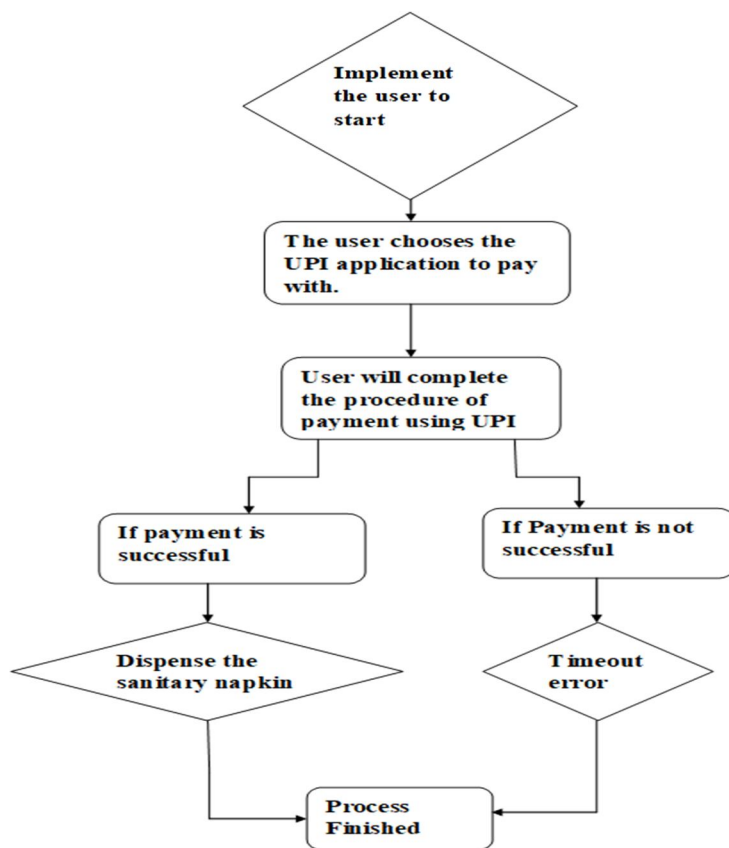 Implement
the user to
start
The user chooses the
UPI application to pay
with.
User will complete
the procedure of
payment using UPI
If payment is
successful
If Payment is not
successful
Dispense the
sanitary napkin
Timeout
error
Process
Finished